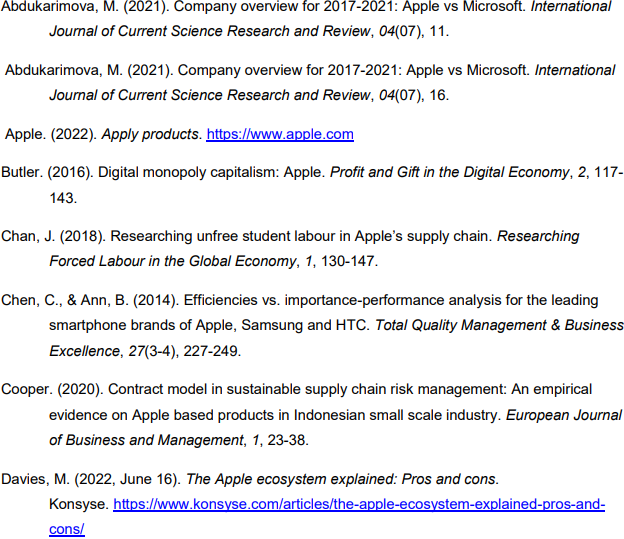 Abdukarimova, M. (2021). Company overview for 2017-2021: Apple vs Microsoft. International
Journal of Current Science Research and Review, 04(07), 11.
Abdukarimova, M. (2021). Company overview for 2017-2021: Apple vs Microsoft. International
Journal of Current Science Research and Review, 04(07), 16.
Apple. (2022). Apply products. https://www.apple.com
Butler. (2016). Digital monopoly capitalism: Apple. Profit and Gift in the Digital Economy, 2, 117-
143.
Chan, J. (2018). Researching unfree student labour in Apple’s supply chain. Researching
Forced Labour in the Global Economy, 1, 130-147.
Chen, C., & Ann, B. (2014). Efficiencies vs. importance-performance analysis for the leading
smartphone brands of Apple, Samsung and HTC. Total Quality Management & Business
Excellence, 27(3-4), 227-249.
Cooper. (2020). Contract model in sustainable supply chain risk management: An empirical
evidence on Apple based products in Indonesian small scale industry. European Journal
of Business and Management, 1, 23-38.
Davies, M. (2022, June 16). The Apple ecosystem explained: Pros and cons.
Konsyse. https://www.konsyse.com/articles/the-apple-ecosystem-explained-pros-and-
cons/